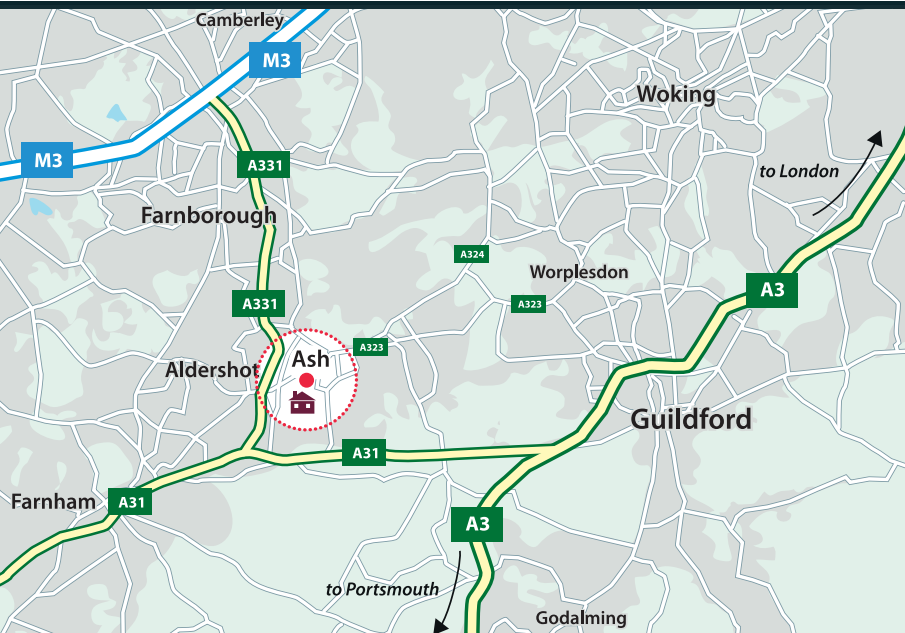 Camberley
M3
Woking
M3
A331
to London
Farnborough
A324
Worplesdon
A3
A331
A323
A323
Ash
Aldershot
Guildford
A31
Farnham
A31
A3
to Portsmouth
Godalming